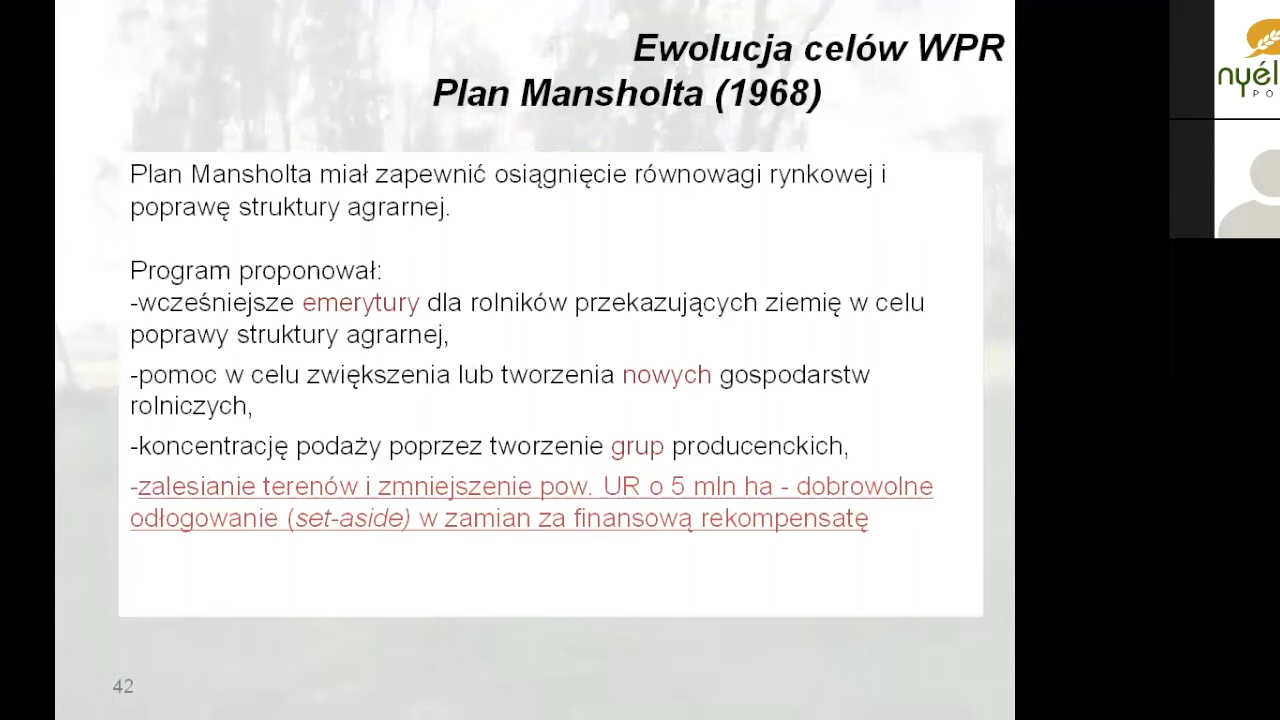 Ewolucja celów WPR
Plan Mansholta (1968)
Plan Mansholta miał zapewnić osiągnięcie równowagi rynkowej i
poprawę struktury agrarnej.
Program proponował:
-wcześniejsze emerytury dla rolników przekazujących ziemię w celu
poprawy struktury agrarnej,
-pomoc w celu zwiększenia lub tworzenia nowych gospodarstw
rolniczych,
-koncentrację podaży poprzez tworzenie grup producenckich,
-zalesianie terenów i zmniejszenie pow. UR o 5 mln ha - dobrowolne
odłogowanie (set-aside) w zamian za finansową rekompensatę
42
nyél
PO